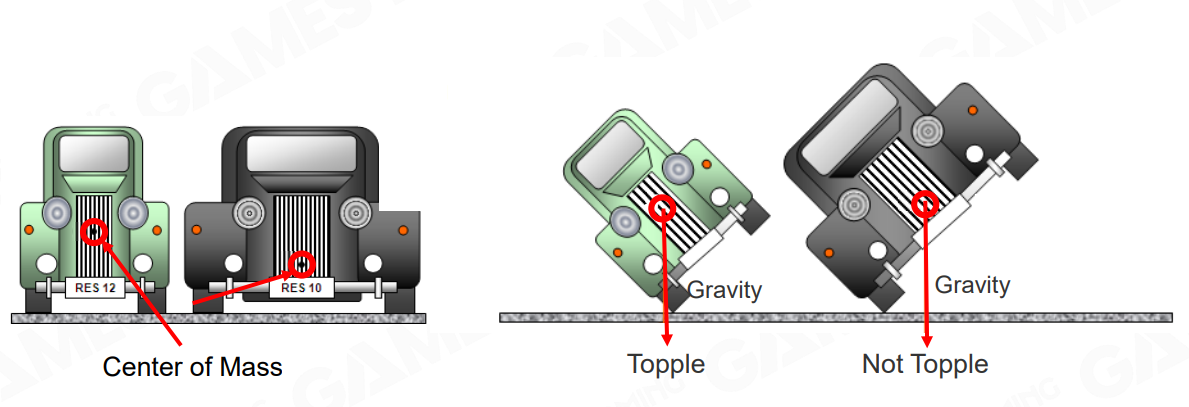 RES 12
RES 10
Center of Mass
Gravity
Topple
Gravity
Not Topple